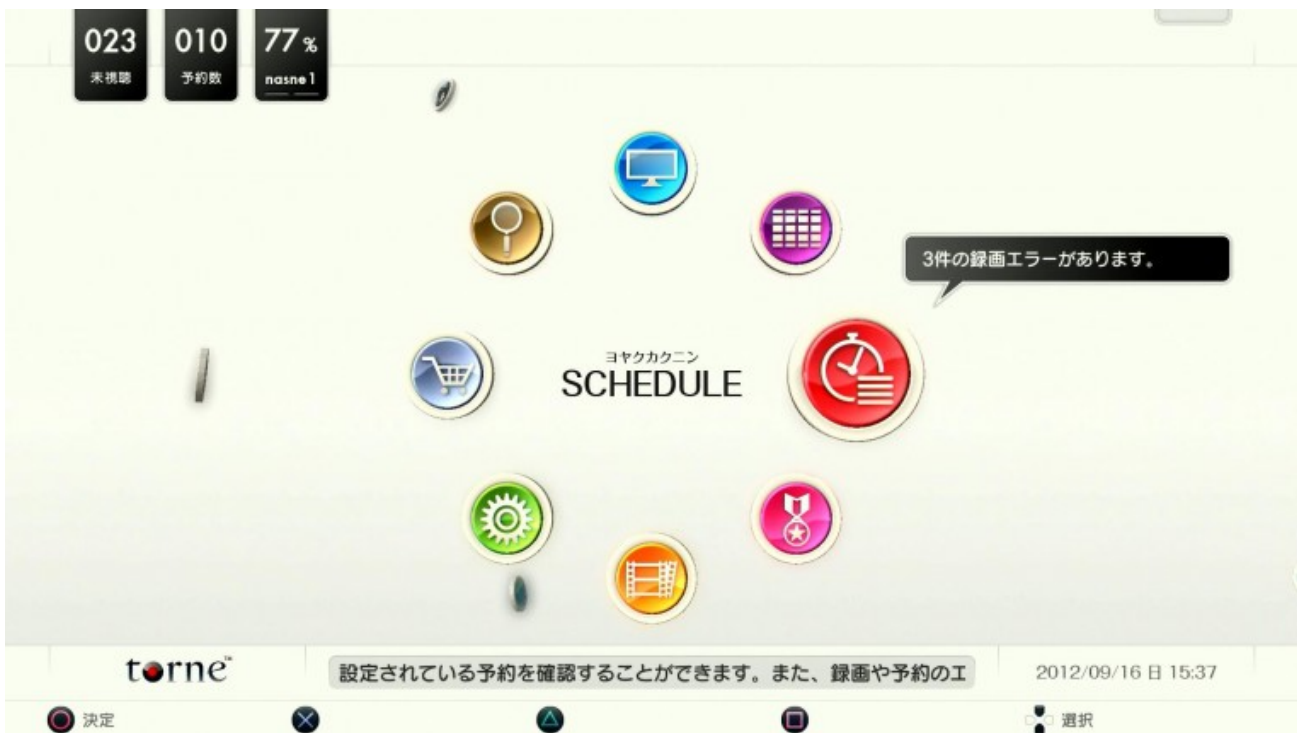 023
未視聴
010
予約数
77%
nasne 1
3件の録画エラーがあります。
ヨヤクカクニン
SCHEDULE
torne™
設定されている予約を確認することができます。また、録画や予約のエ
2012/09/16 日 15:37
決定
選択